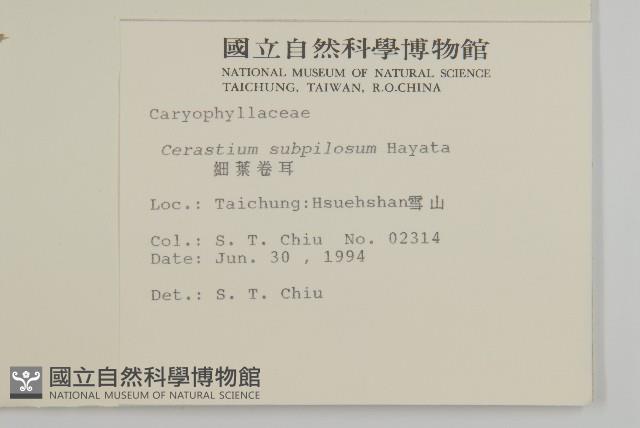 國立自然科學博物館
NATIONAL MUSEUM OF NATURAL SCIENCE
TAICHUNG, TAIWAN, R.O.CHINA
Caryophyllaceae
Cerastium subpilosum Hayata
細葉卷耳
Loc.: Taichung:Hsuehshan雪山
Col.: S. T. Chiu No. 02314
Date: Jun. 30 , 1994
Det.: S. T. Chiu
國立自然科學博物館
NATIONAL MUSEUM OF NATURAL SCIENCE